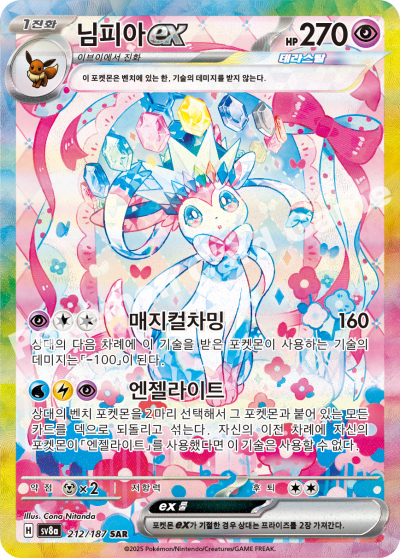 1진화 님피아ex HP270
이브이에서 진화 테라스탈
이 포켓몬은 벤치에 있는 한, 기술의 데미지를 받지 않는다.
매지컬차밍 160
상대의 다음 차례에 이 기술을 받은 포켓몬이 사용하는 기술의
데미지는 「-100」이 된다.
엔젤라이트
상대의 벤치 포켓몬을 2마리 선택해서 그 포켓몬과 붙어 있는 모든
카드를 덱으로 되돌리고 섞는다. 자신의 이전 차례에 자신의
포켓몬이 「엔젤라이트」를 사용했다면 이 기술은 사용할 수 없다.
약점 ×2 저항력 후퇴
Illus. Cona Nitanda
ex 룰
H sv8a 212/187 SAR
포켓몬 ex가 기절한 경우 상대는 프라이즈를 2장 가져간다.
©2025 Pokémon/Nintendo/Creatures/GAME FREAK.